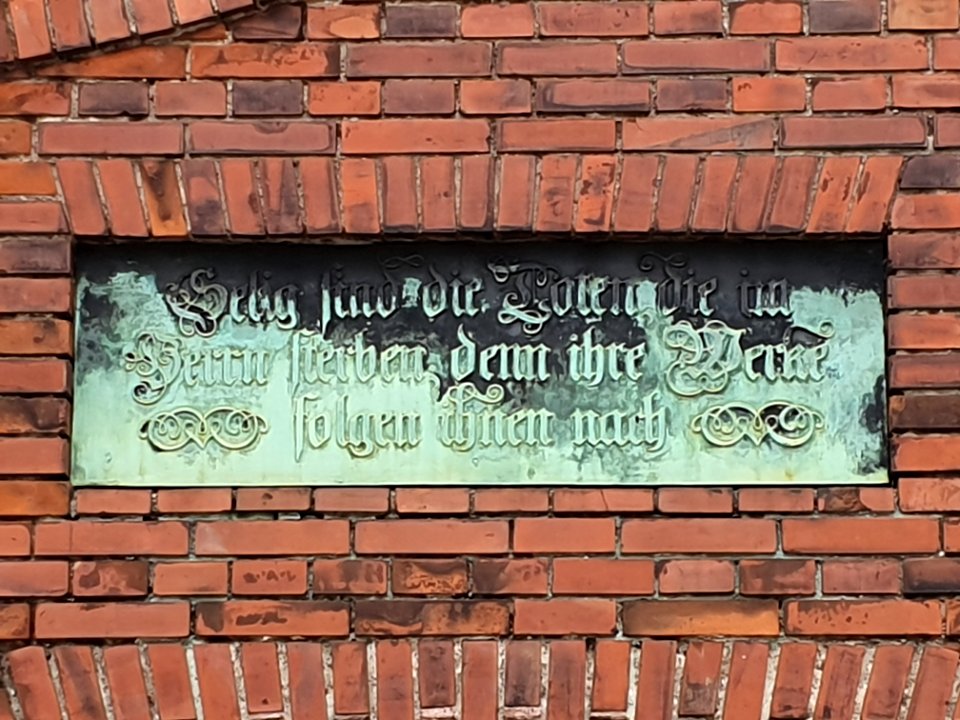 Selig sind die Toten, die im
Herrn sterben, denn ihre Werke
folgen ihnen nach